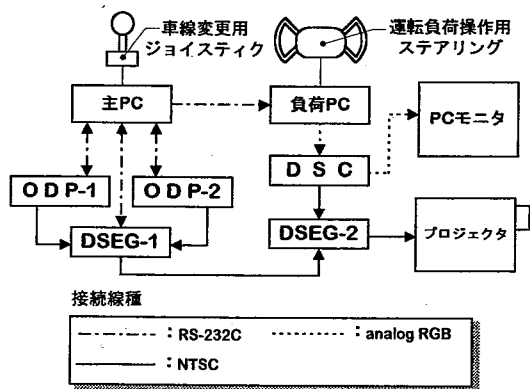 車線変更用
ジョイスティク
運転負荷操作用
ステアリング
主PC
負荷PC
PCモニタ
DSC
ODP-1
ODP-2
DSEG-1
DSEG-2
プロジェクタ
接続線種
：RS-232C
：analog RGB
：NTSC